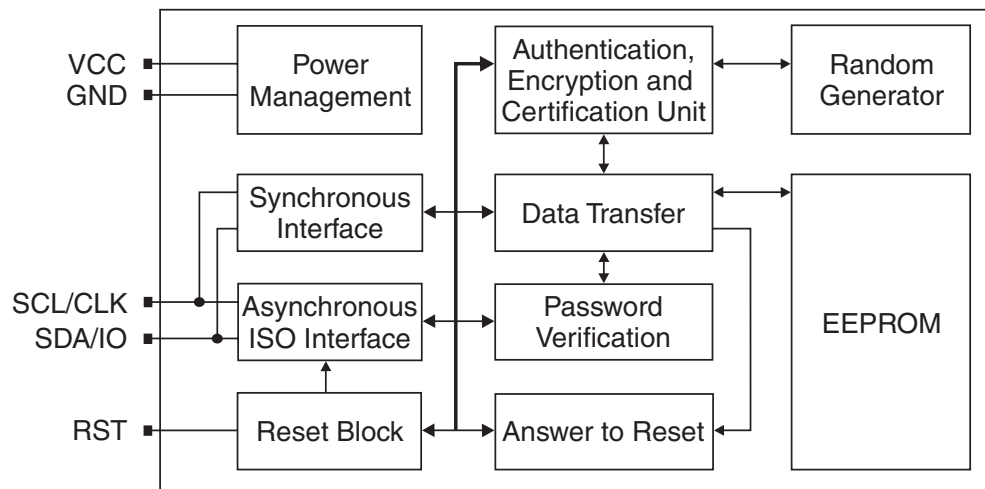 VCC
GND
Power
Management
Authentication,
Encryption and
Certification Unit
Random
Generator
Synchronous
Interface
Data Transfer
EEPROM
SCL/CLK
SDA/IO
Asynchronous
ISO Interface
Password
Verification
RST
Reset Block
Answer to Reset